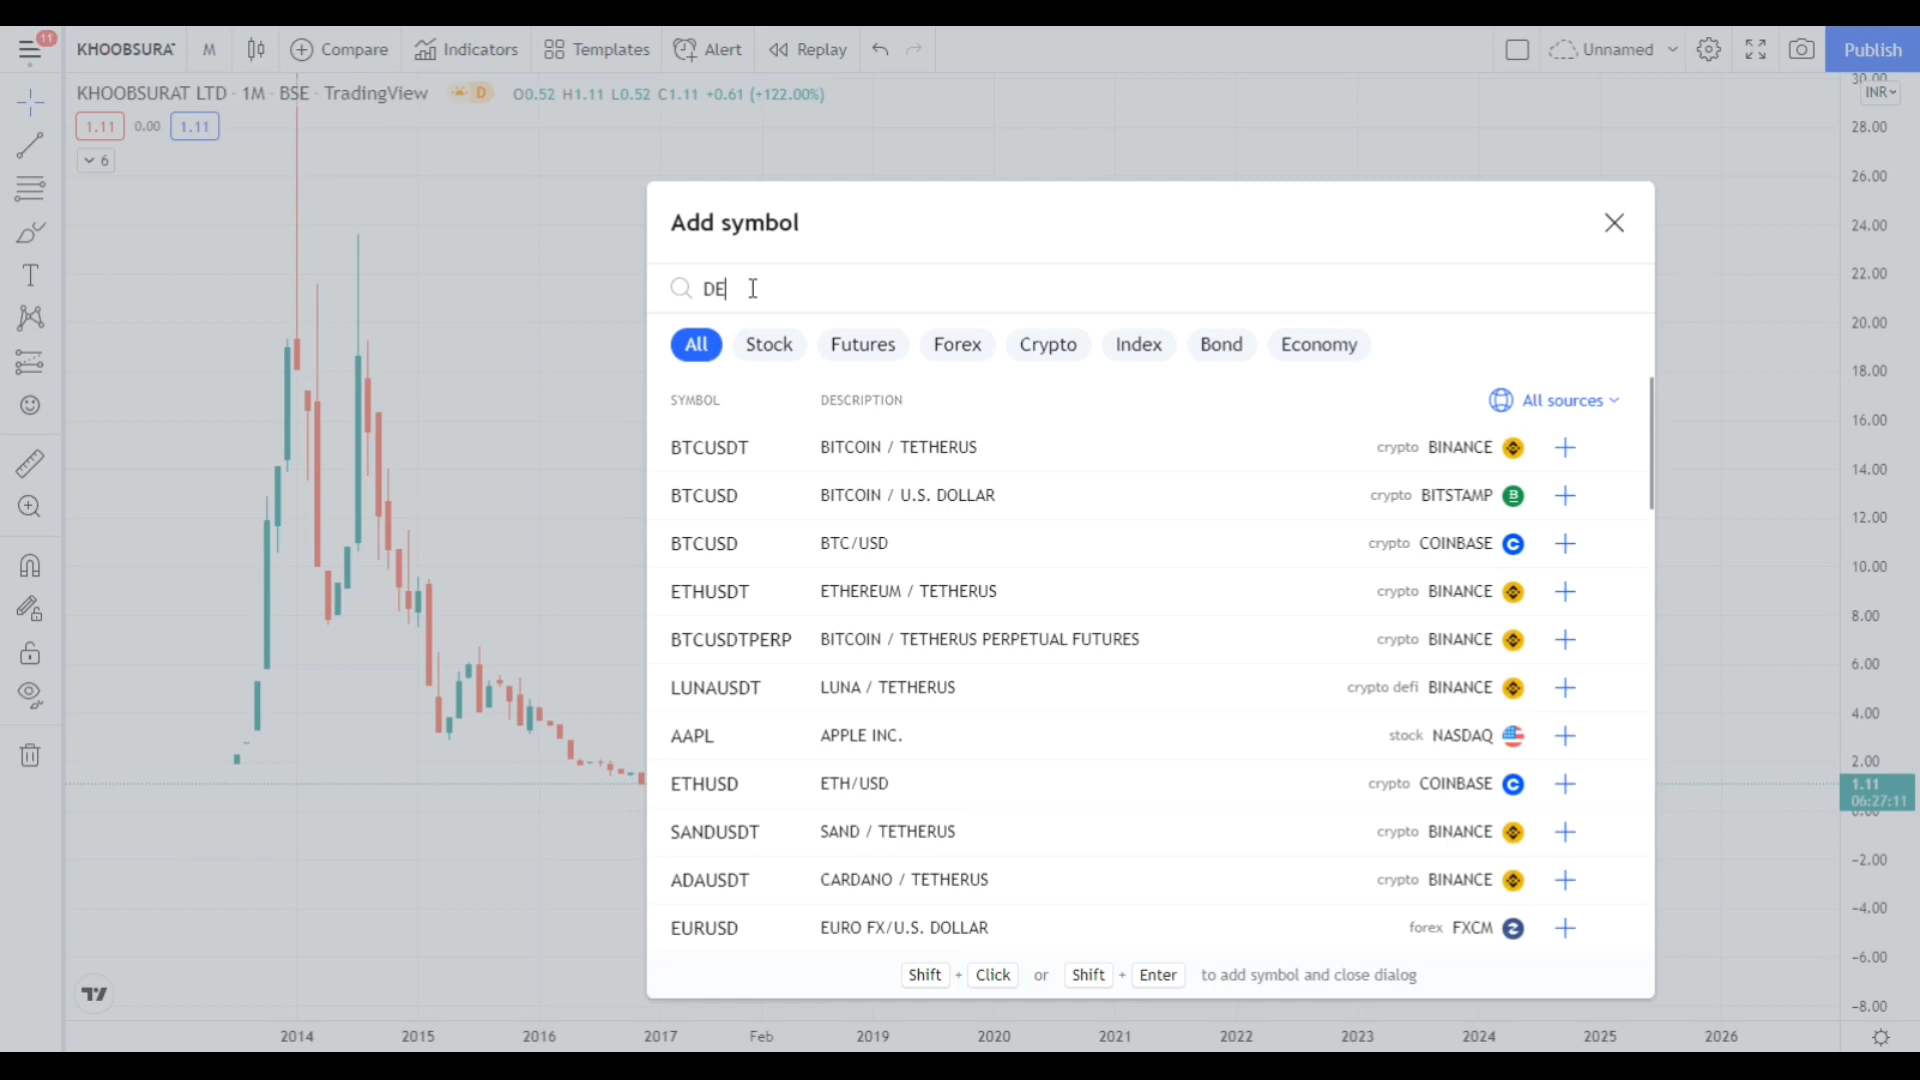 11
KHOOBSURAT
M
Compare
Indicators
Templates
Alert
Replay
Unnamed
Publish
KHOOBSURAT LTD · 1M · BSE · TradingView
D
O0.52 H1.11 L0.52 C1.11 +0.61 (+122.00%)
1.11 0.00 1.11
6
INR
30.00
28.00
26.00
24.00
22.00
20.00
18.00
16.00
14.00
12.00
10.00
8.00
6.00
4.00
2.00
1.11
06:27:11
0.00
-2.00
-4.00
-6.00
-8.00
Add symbol
DE
All Stock Futures Forex Crypto Index Bond Economy
SYMBOL DESCRIPTION All sources
BTCUSDT BITCOIN / TETHERUS crypto BINANCE
BTCUSD BITCOIN / U.S. DOLLAR crypto BITSTAMP
BTCUSD BTC/USD crypto COINBASE
ETHUSDT ETHEREUM / TETHERUS crypto BINANCE
BTCUSDTPERP BITCOIN / TETHERUS PERPETUAL FUTURES crypto BINANCE
LUNAUSDT LUNA / TETHERUS crypto defi BINANCE
AAPL APPLE INC. stock NASDAQ
ETHUSD ETH/USD crypto COINBASE
SANDUSDT SAND / TETHERUS crypto BINANCE
ADAUSDT CARDANO / TETHERUS crypto BINANCE
EURUSD EURO FX/U.S. DOLLAR forex FXCM
Shift + Click or Shift + Enter to add symbol and close dialog
2014 2015 2016 2017 Feb 2019 2020 2021 2022 2023 2024 2025 2026